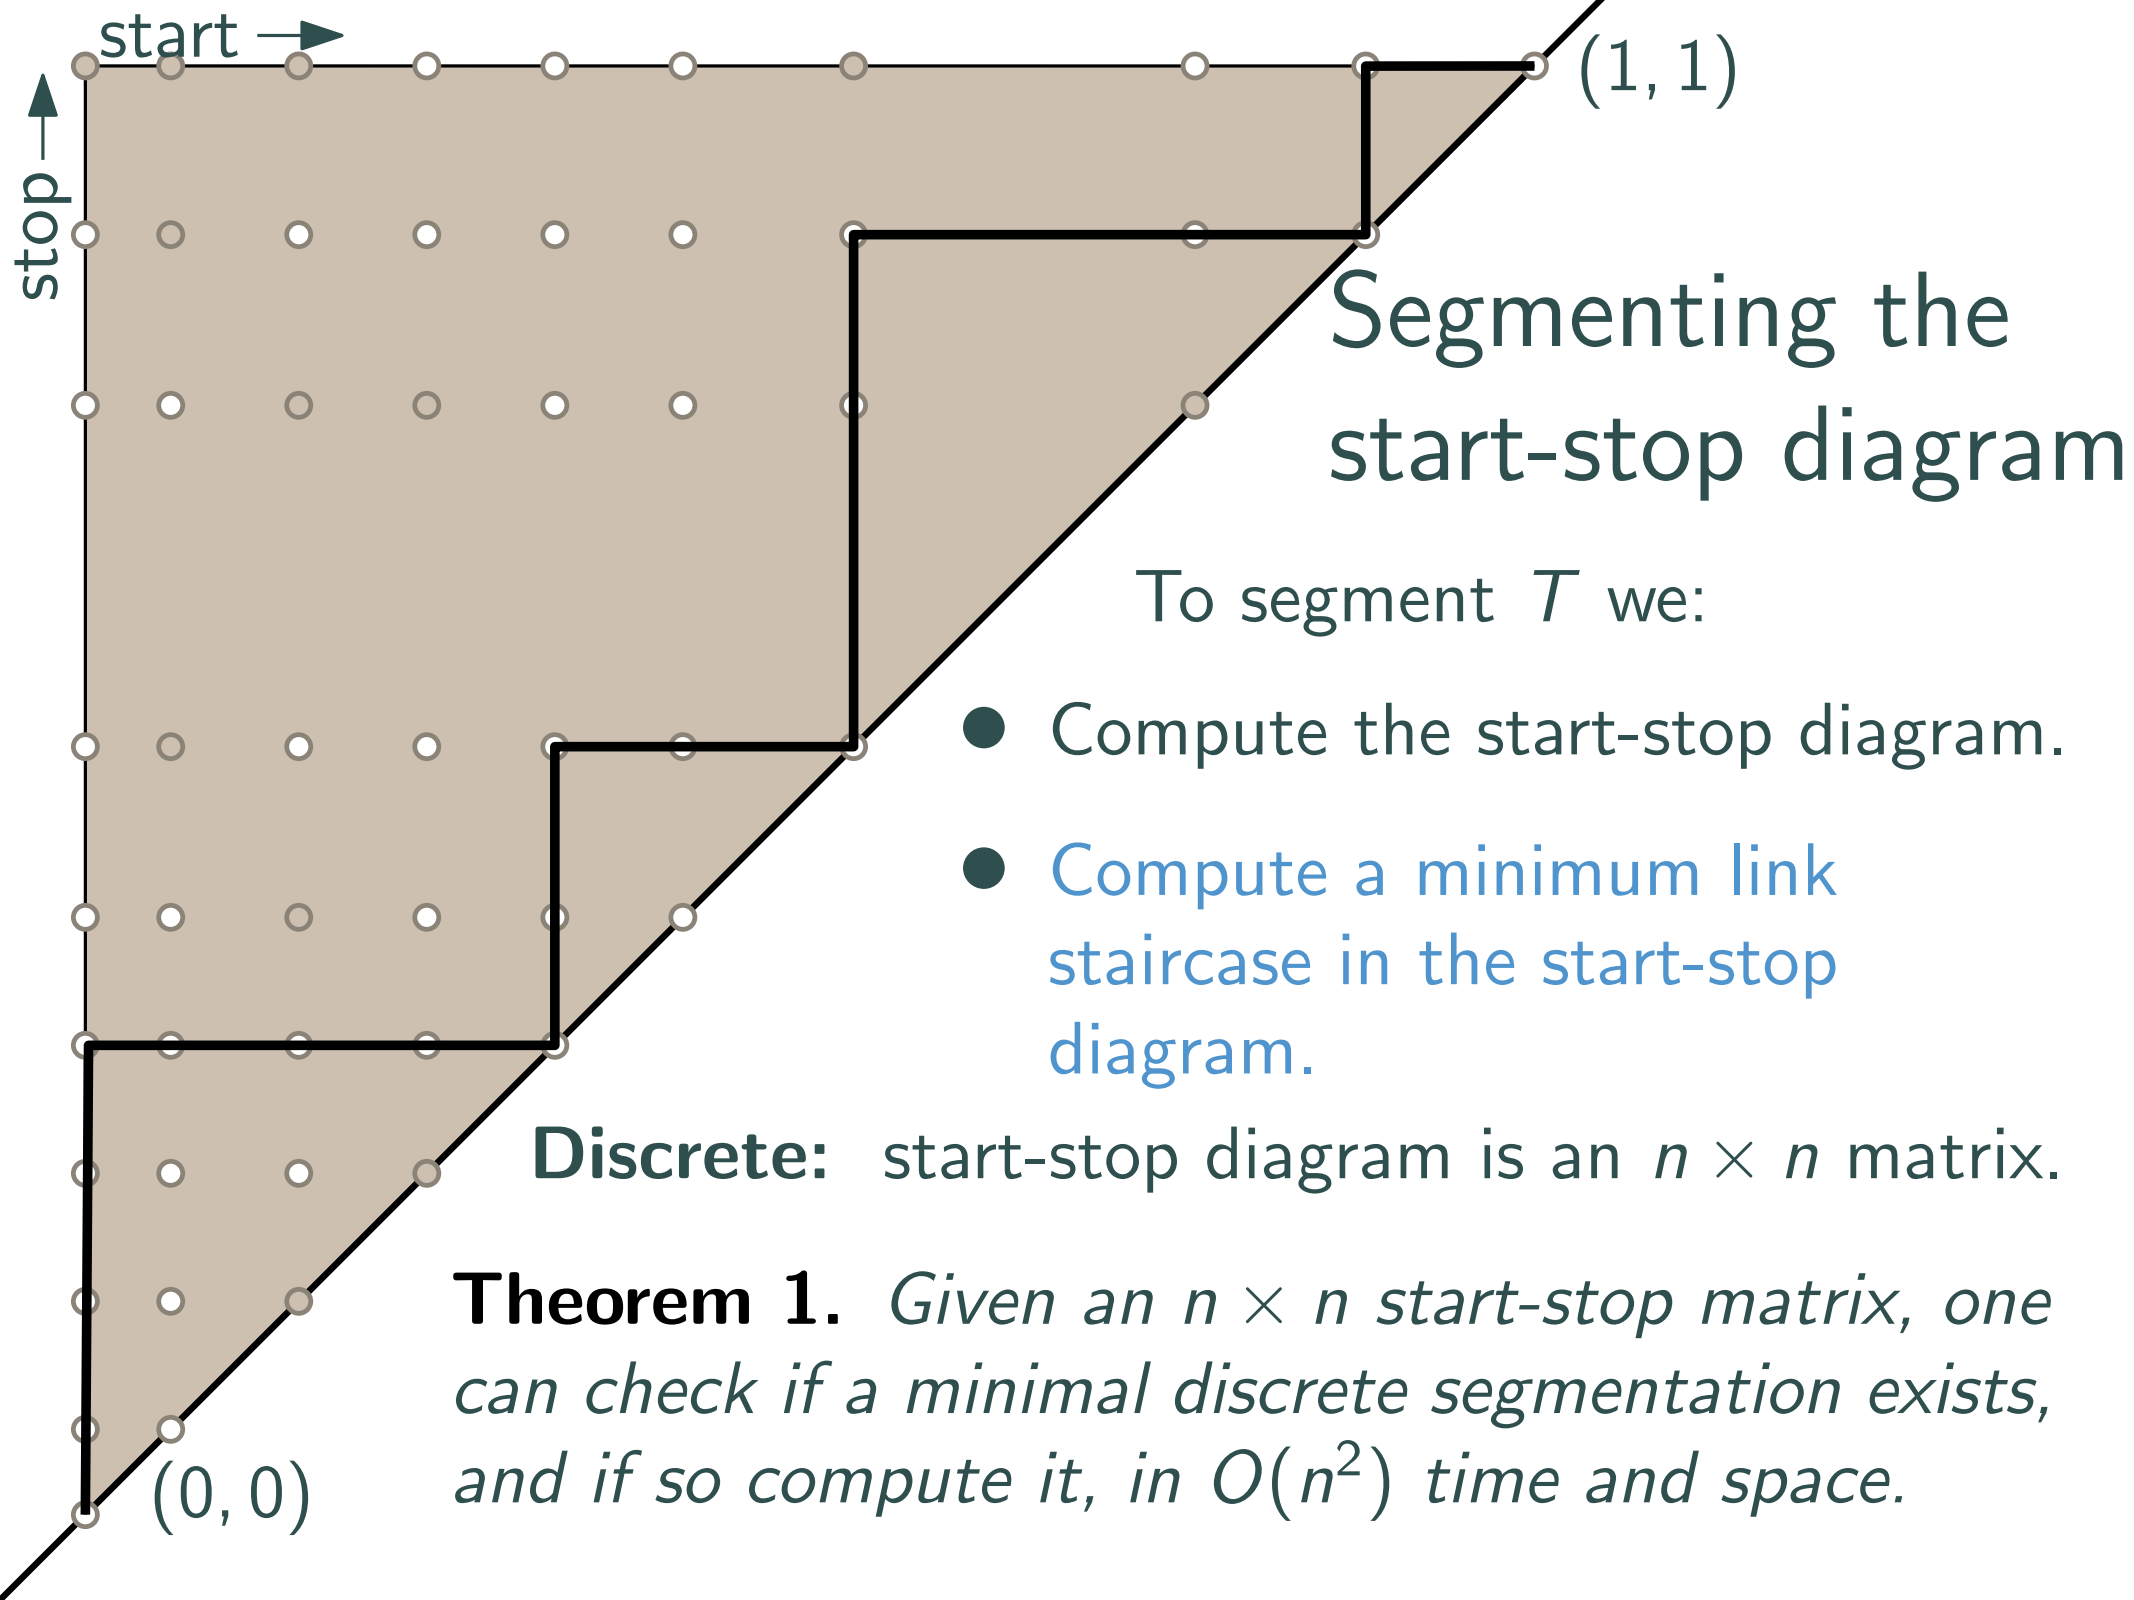 start
(1, 1)
stop
Segmenting the
start-stop diagram
To segment T we:
Compute the start-stop diagram.
Compute a minimum link
staircase in the start-stop
diagram.
Discrete: start-stop diagram is an n × n matrix.
Theorem 1. Given an n × n start-stop matrix, one
can check if a minimal discrete segmentation exists,
and if so compute it, in O(n²) time and space.
(0, 0)